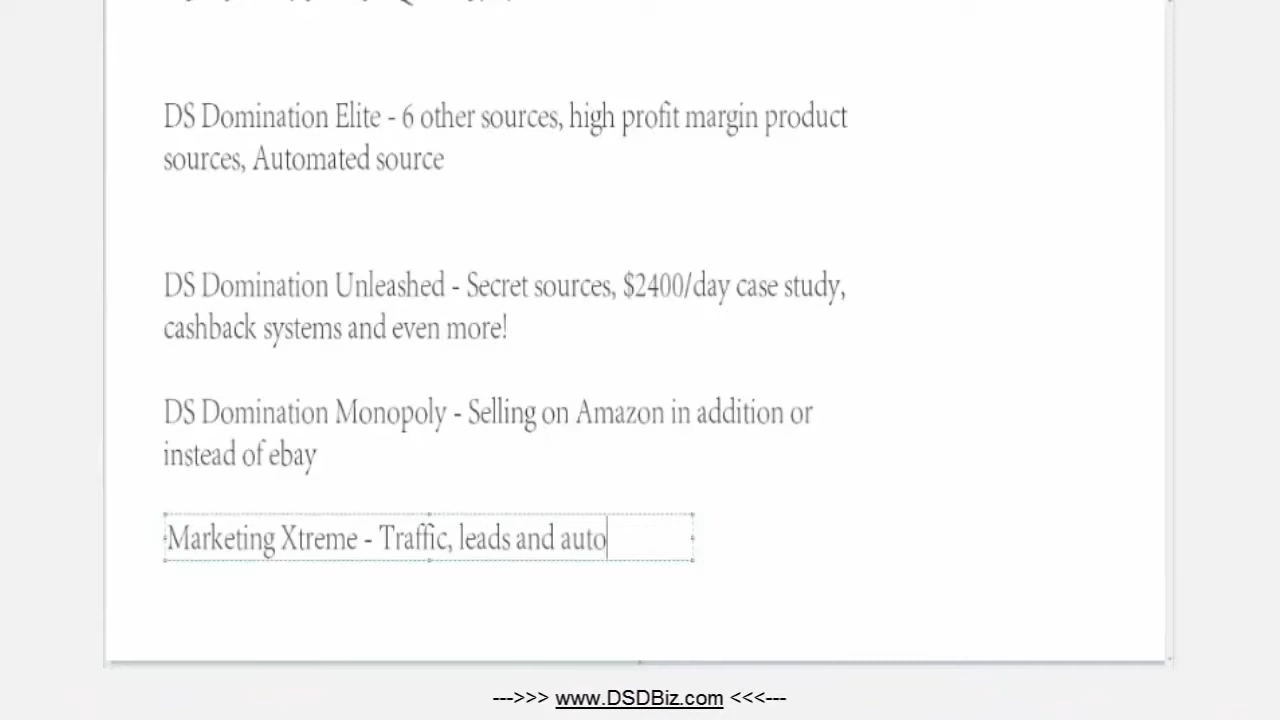 DS Domination Elite - 6 other sources, high profit margin product
sources, Automated source
DS Domination Unleashed - Secret sources, $2400/day case study,
cashback systems and even more!
DS Domination Monopoly - Selling on Amazon in addition or
instead of ebay
Marketing Xtreme - Traffic, leads and auto
--->>> www.DSDBiz.com <<<---